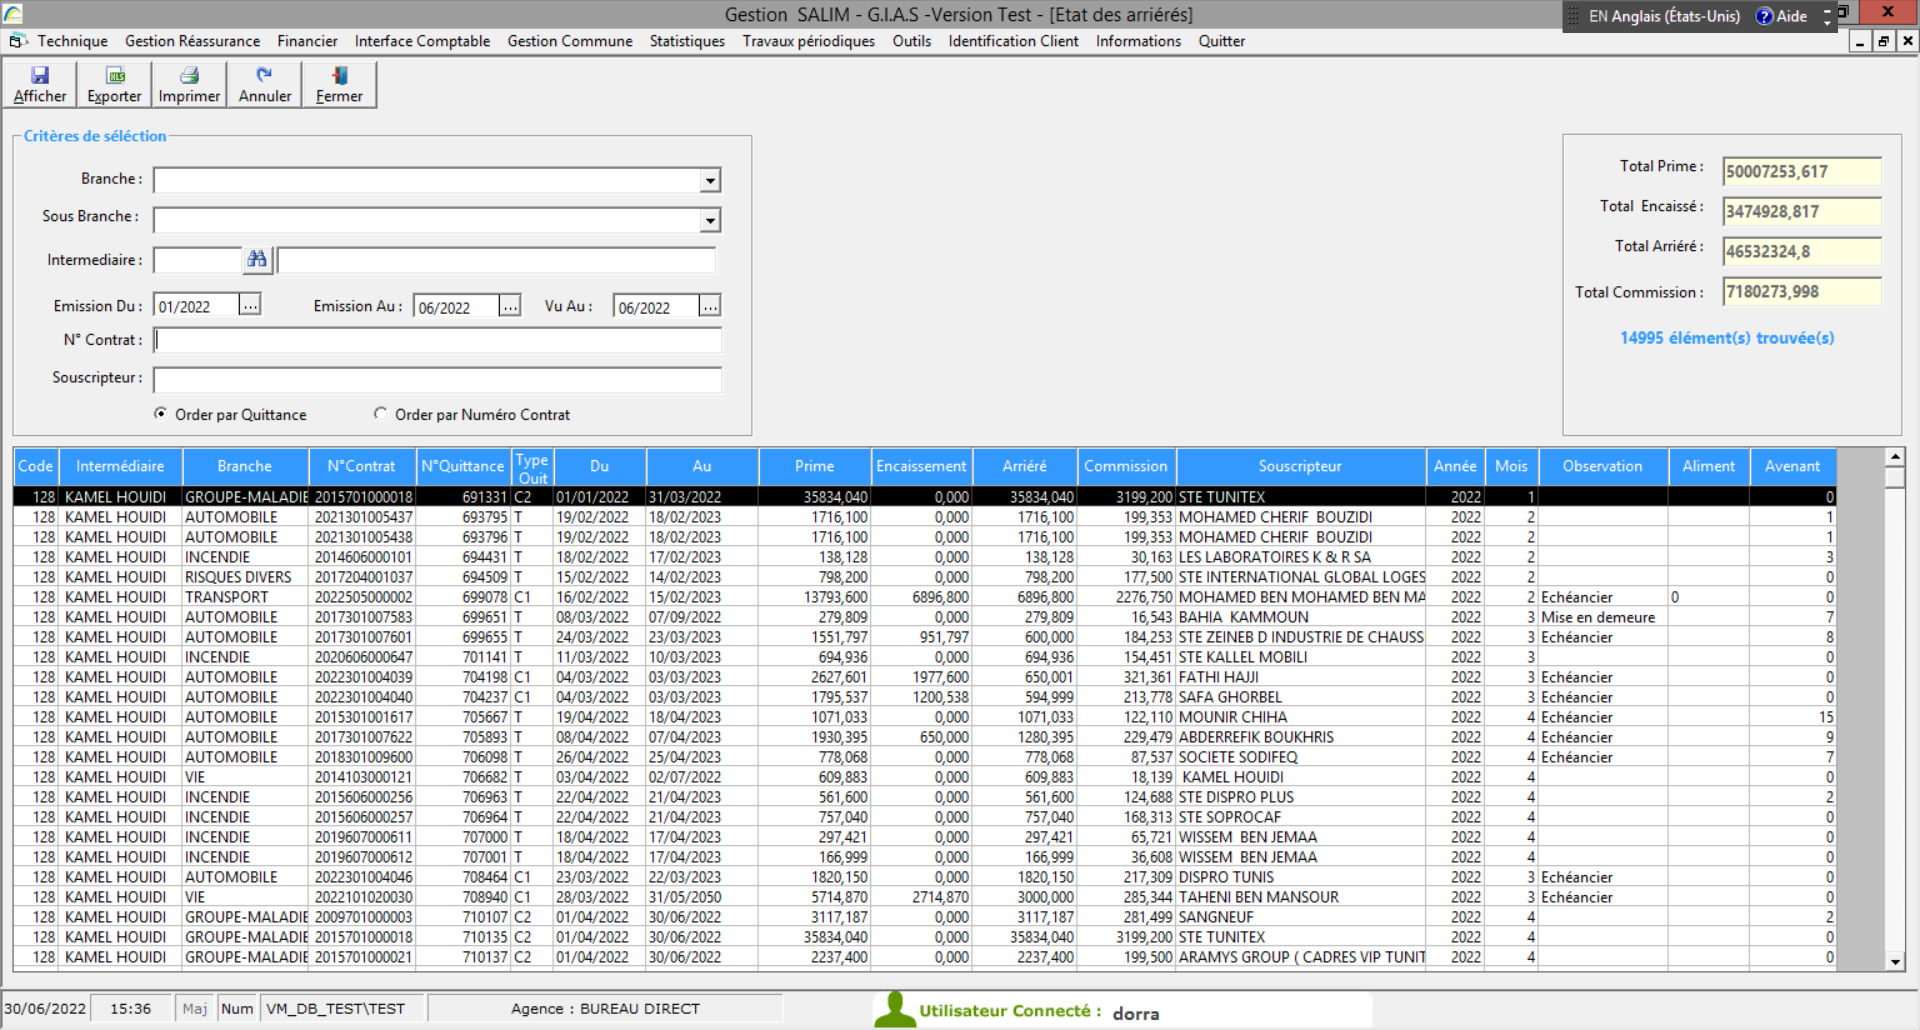 Gestion SALIM - G.I.A.S -Version Test - [Etat des arriérés]
EN Anglais (États-Unis) ? Aide
Technique Gestion Réassurance Financier Interface Comptable Gestion Commune Statistiques Travaux périodiques Outils Identification Client Informations Quitter
Afficher Exporter Imprimer Annuler Fermer
Critères de séléction
Branche :
Sous Branche :
Intermediaire :
Emission Du : 01/2022 ... Emission Au : 06/2022 ... Vu Au : 06/2022 ...
N° Contrat :
Souscripteur :
Order par Quittance Order par Numéro Contrat
Total Prime : 50007253,617
Total Encaissé : 3474928,817
Total Arriéré : 46532324,8
Total Commission : 7180273,998
14995 élément(s) trouvée(s)
Code Intermédiaire Branche N°Contrat N°Quittance Type Quit Du Au Prime Encaissement Arriéré Commission Souscripteur Année Mois Observation Aliment Avenant
128 KAMEL HOUIDI GROUPE-MALADIE 2015701000018 691331 C2 01/01/2022 31/03/2022 35834,040 0,000 35834,040 3199,200 STE TUNITEX 2022 1 0
128 KAMEL HOUIDI AUTOMOBILE 2021301005437 693795 T 19/02/2022 18/02/2023 1716,100 0,000 1716,100 199,353 MOHAMED CHERIF BOUZIDI 2022 2 1
128 KAMEL HOUIDI AUTOMOBILE 2021301005438 693796 T 19/02/2022 18/02/2023 1716,100 0,000 1716,100 199,353 MOHAMED CHERIF BOUZIDI 2022 2 1
128 KAMEL HOUIDI INCENDIE 2014606000101 694431 T 18/02/2022 17/02/2023 138,128 0,000 138,128 30,163 LES LABORATOIRES K & R SA 2022 2 3
128 KAMEL HOUIDI RISQUES DIVERS 2017204001037 694509 T 15/02/2022 14/02/2023 798,200 0,000 798,200 177,500 STE INTERNATIONAL GLOBAL LOGES 2022 2 0
128 KAMEL HOUIDI TRANSPORT 2022505000002 699078 C1 16/02/2022 15/02/2023 13793,600 6896,800 6896,800 2276,750 MOHAMED BEN MOHAMED BEN MA 2022 2 Echéancier 0 0
128 KAMEL HOUIDI AUTOMOBILE 2017301007583 699651 T 08/03/2022 07/09/2022 279,809 0,000 279,809 16,543 BAHIA KAMMOUN 2022 3 Mise en demeure 7
128 KAMEL HOUIDI AUTOMOBILE 2017301007601 699655 T 24/03/2022 23/03/2023 1551,797 951,797 600,000 184,253 STE ZEINEB D INDUSTRIE DE CHAUSS 2022 3 Echéancier 8
128 KAMEL HOUIDI INCENDIE 2020606000647 701141 T 11/03/2022 10/03/2023 694,936 0,000 694,936 154,451 STE KALLEL MOBILI 2022 3 0
128 KAMEL HOUIDI AUTOMOBILE 2022301004039 704198 C1 04/03/2022 03/03/2023 2627,601 1977,600 650,001 321,361 FATHI HAJJI 2022 3 Echéancier 0
128 KAMEL HOUIDI AUTOMOBILE 2022301004040 704237 C1 04/03/2022 03/03/2023 1795,537 1200,538 594,999 213,778 SAFA GHORBEL 2022 3 Echéancier 0
128 KAMEL HOUIDI AUTOMOBILE 2015301001617 705667 T 19/04/2022 18/04/2023 1071,033 0,000 1071,033 122,110 MOUNIR CHIHA 2022 4 Echéancier 15
128 KAMEL HOUIDI AUTOMOBILE 2017301007622 705893 T 08/04/2022 07/04/2023 1930,395 650,000 1280,395 229,479 ABDERREFIK BOUKHRIS 2022 4 Echéancier 9
128 KAMEL HOUIDI AUTOMOBILE 2018301009600 706098 T 26/04/2022 25/04/2023 778,068 0,000 778,068 87,537 SOCIETE SODIFEQ 2022 4 Echéancier 7
128 KAMEL HOUIDI VIE 2014103000121 706682 T 03/04/2022 02/07/2022 609,883 0,000 609,883 18,139 KAMEL HOUIDI 2022 4 0
128 KAMEL HOUIDI INCENDIE 2015606000256 706963 T 22/04/2022 21/04/2023 561,600 0,000 561,600 124,688 STE DISPRO PLUS 2022 4 2
128 KAMEL HOUIDI INCENDIE 2015606000257 706964 T 22/04/2022 21/04/2023 757,040 0,000 757,040 168,313 STE SOPROCAF 2022 4 0
128 KAMEL HOUIDI INCENDIE 2019607000611 707000 T 18/04/2022 17/04/2023 297,421 0,000 297,421 65,721 WISSEM BEN JEMAA 2022 4 0
128 KAMEL HOUIDI INCENDIE 2019607000612 707001 T 18/04/2022 17/04/2023 166,999 0,000 166,999 36,608 WISSEM BEN JEMAA 2022 4 0
128 KAMEL HOUIDI AUTOMOBILE 2022301004046 708464 C1 23/03/2022 22/03/2023 1820,150 0,000 1820,150 217,309 DISPRO TUNIS 2022 3 Echéancier 0
128 KAMEL HOUIDI VIE 2022101020030 708940 C1 28/03/2022 31/05/2050 5714,870 2714,870 3000,000 285,344 TAHENI BEN MANSOUR 2022 3 Echéancier 0
128 KAMEL HOUIDI GROUPE-MALADIE 2009701000003 710107 C2 01/04/2022 30/06/2022 3117,187 0,000 3117,187 281,499 SANGNEUF 2022 4 2
128 KAMEL HOUIDI GROUPE-MALADIE 2015701000018 710135 C2 01/04/2022 30/06/2022 35834,040 0,000 35834,040 3199,200 STE TUNITEX 2022 4 0
128 KAMEL HOUIDI GROUPE-MALADIE 2015701000021 710137 C2 01/04/2022 30/06/2022 2237,400 0,000 2237,400 199,500 ARAMYS GROUP ( CADRES VIP TUNIT 2022 4 0
30/06/2022 15:36 Maj Num VM_DB_TEST\TEST Agence : BUREAU DIRECT Utilisateur Connecté : dorra